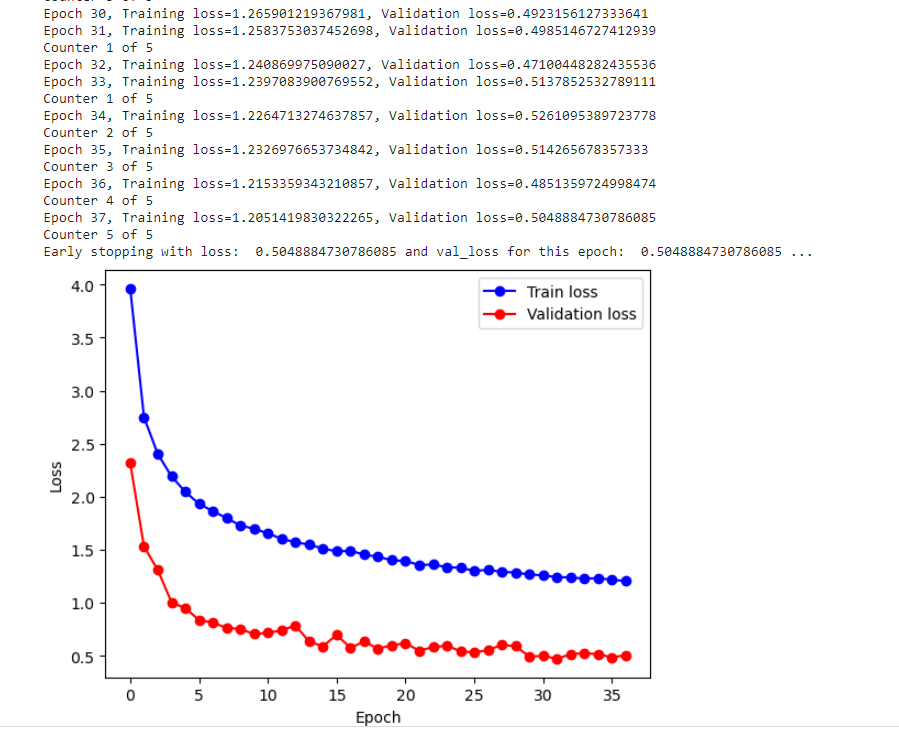 Epoch 30, Training loss=1.265901219367981, Validation loss=0.4923156127333641
Epoch 31, Training loss=1.2583753037452698, Validation loss=0.4985146727412939
Counter 1 of 5
Epoch 32, Training loss=1.240869975090027, Validation loss=0.47100448282435536
Epoch 33, Training loss=1.2397083900769552, Validation loss=0.5137852532789111
Counter 1 of 5
Epoch 34, Training loss=1.2264713274637857, Validation loss=0.5261095389723778
Counter 2 of 5
Epoch 35, Training loss=1.2326976653734842, Validation loss=0.514265678357333
Counter 3 of 5
Epoch 36, Training loss=1.2153359343210857, Validation loss=0.4851359724998474
Counter 4 of 5
Epoch 37, Training loss=1.2051419830322265, Validation loss=0.5048884730786085
Counter 5 of 5
Early stopping with loss:  0.5048884730786085 and val_loss for this epoch:  0.5048884730786085 ...
Train loss
Validation loss
4.0
3.5
3.0
2.5
2.0
1.5
1.0
0.5
Loss
0 5 10 15 20 25 30 35
Epoch